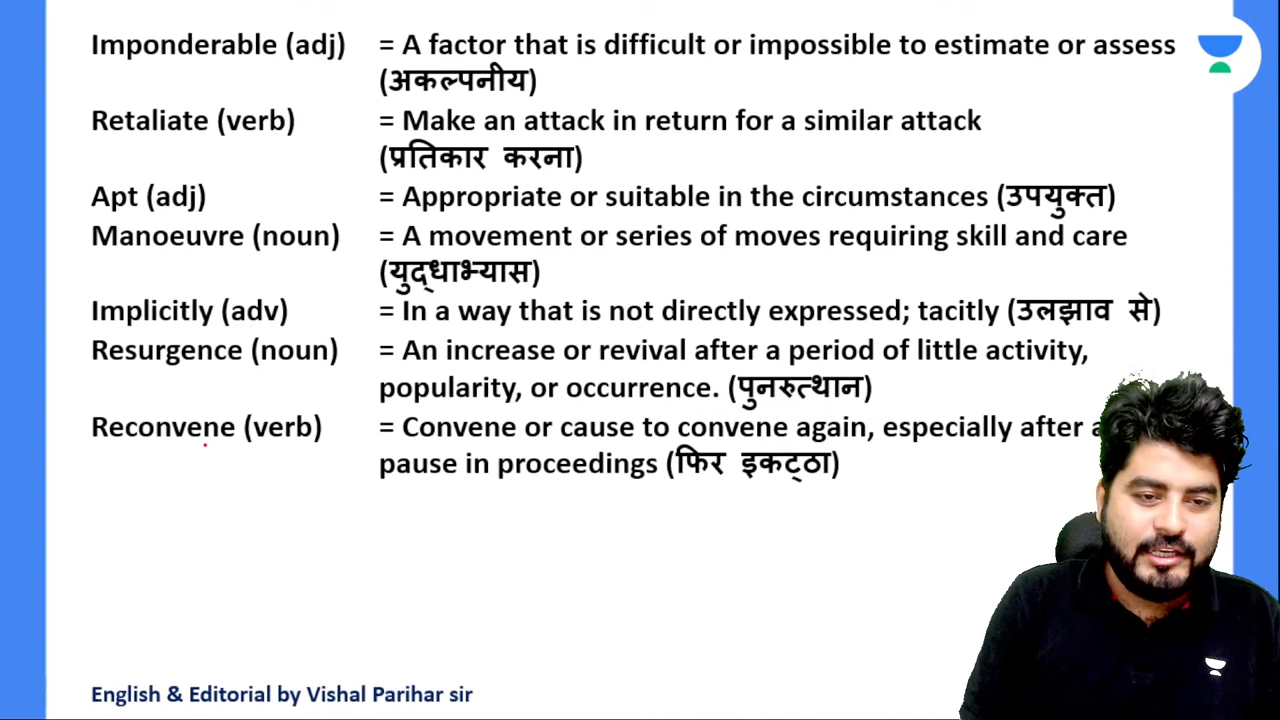 Imponderable (adj) = A factor that is difficult or impossible to estimate or assess
(अकल्पनीय)
Retaliate (verb) = Make an attack in return for a similar attack
(प्रतिकार करना)
Apt (adj) = Appropriate or suitable in the circumstances (उपयुक्त)
Manoeuvre (noun) = A movement or series of moves requiring skill and care
(युद्धाभ्यास)
Implicitly (adv) = In a way that is not directly expressed; tacitly (उलझाव से)
Resurgence (noun) = An increase or revival after a period of little activity,
popularity, or occurrence. (पुनरुत्थान)
Reconvene (verb) = Convene or cause to convene again, especially after a
pause in proceedings (फिर इकट्ठा)
English & Editorial by Vishal Parihar sir